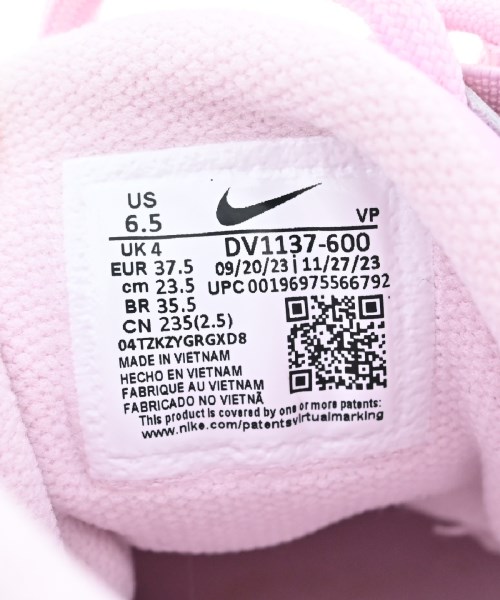 US
6.5
VP
UK 4
DV1137-600
EUR 37.5
09/20/23 | 11/27/23
cm 23.5
UPC 00196975566792
BR 35.5
CN 235(2.5)
04TZKZYGRGXD8
MADE IN VIETNAM
HECHO EN VIETNAM
FABRIQUE AU VIETNAM
FABRICADO NO VIETNÃ
This product is covered by one or more patents:
www.nike.com/patentsvirtualmarking